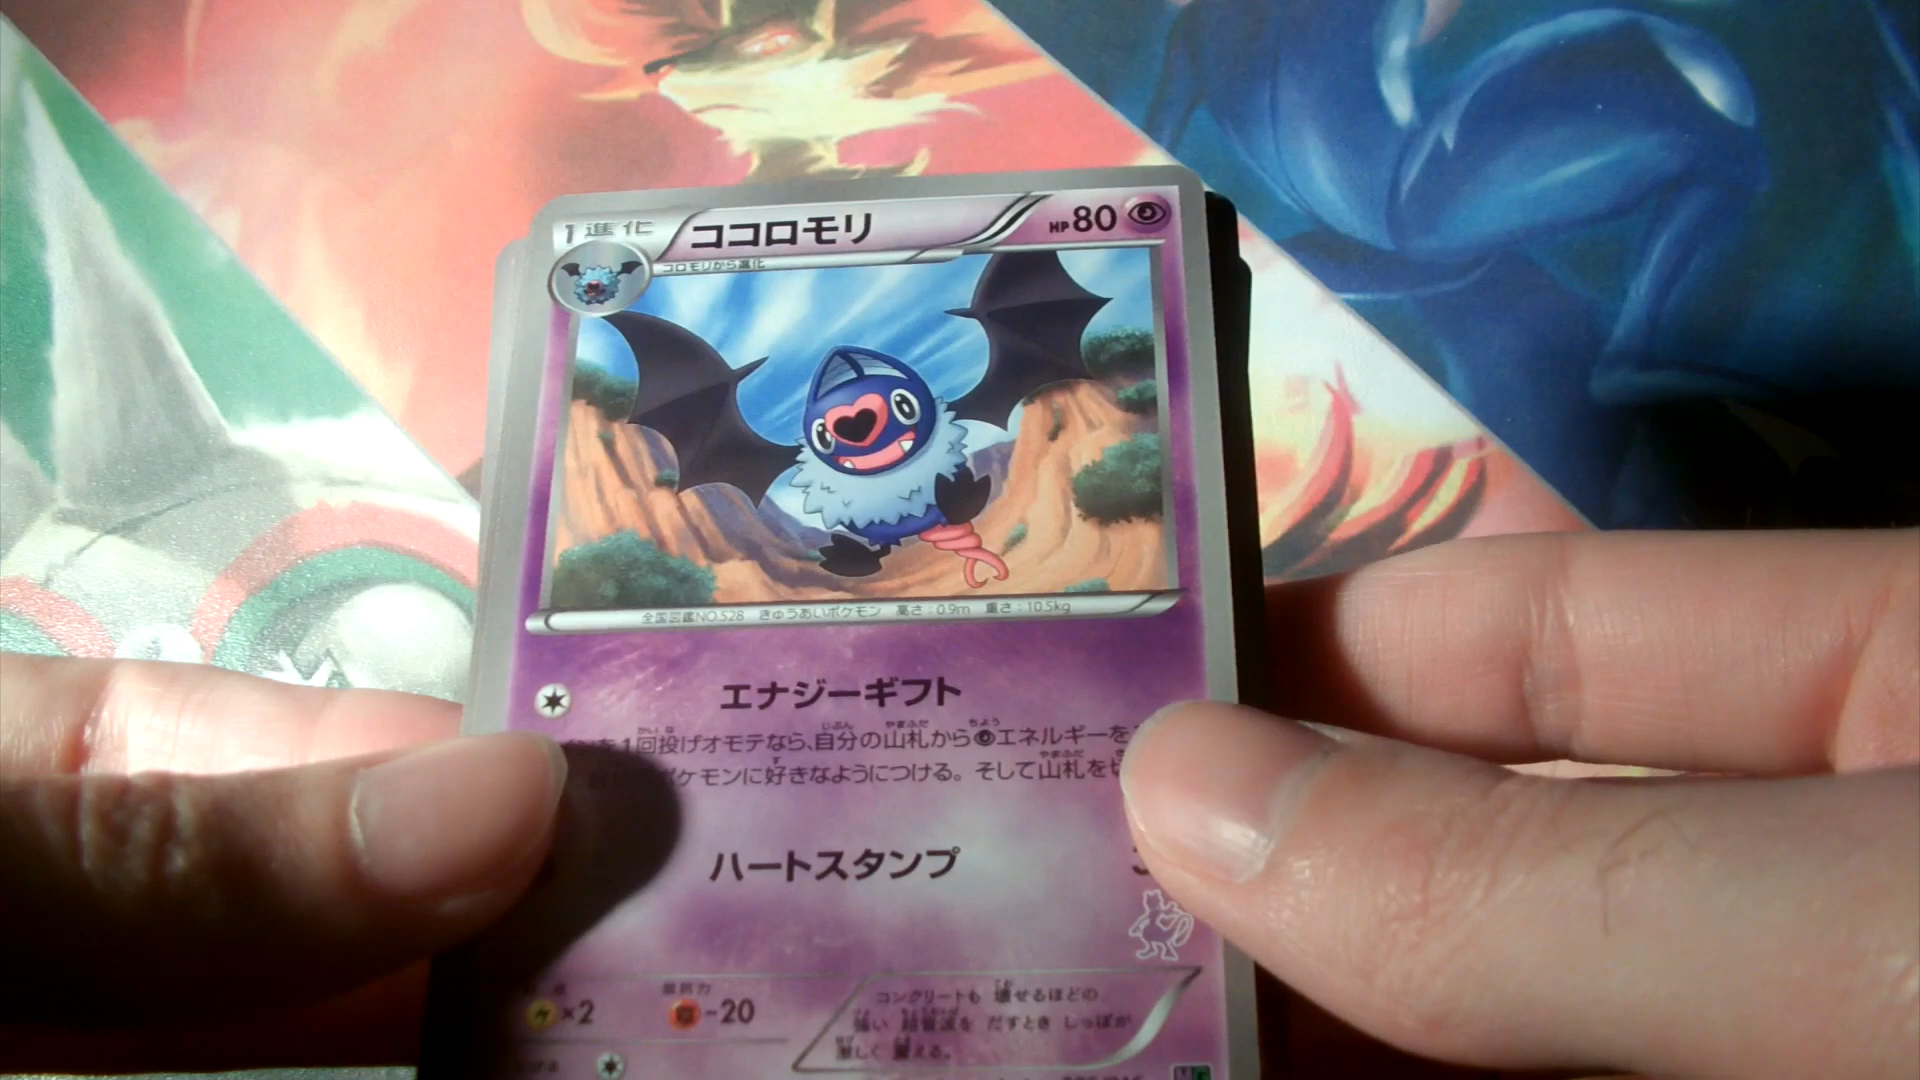 1進化 ココロモリ HP80
コロモリから進化
全国図鑑NO.528 きゅうあいポケモン 高さ：0.9m 重さ：10.5kg
エナジーギフト
を1回投げオモテなら、自分の山札からエネルギーを
ポケモンに好きなようにつける。そして山札を切
ハートスタンプ
×2 抵抗力 -20
コンクリートも 壊せるほどの
強い 超音波を だすとき しっぽが
激しく 震える。